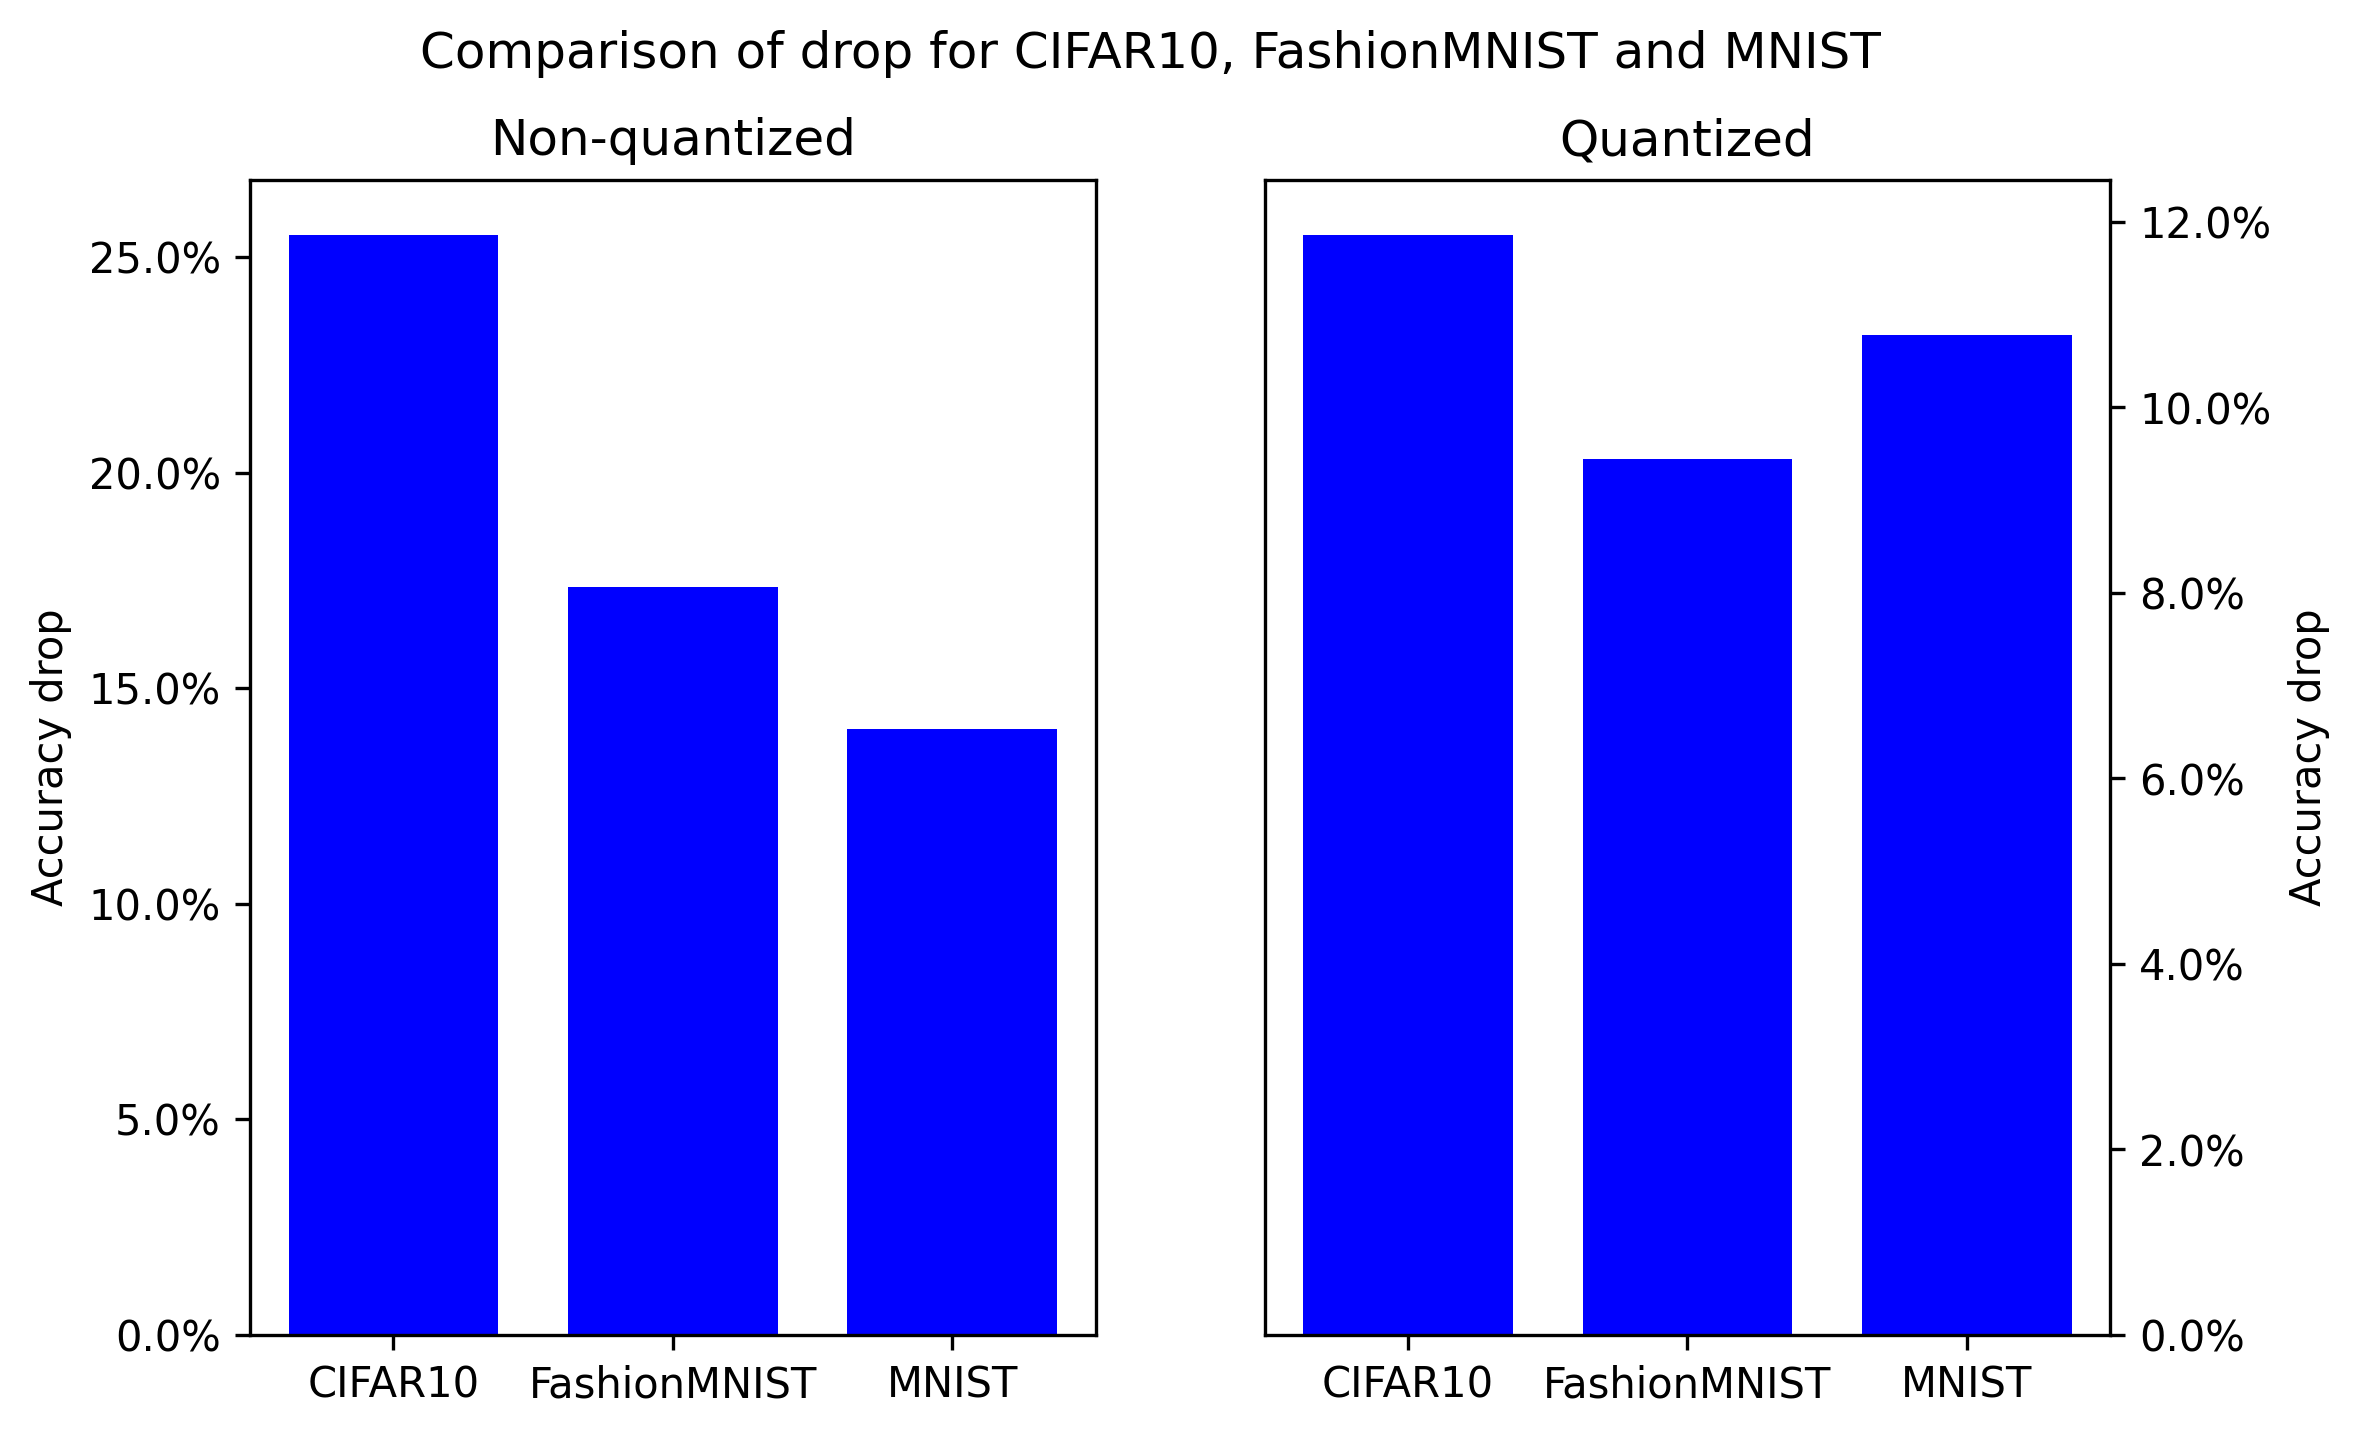 Comparison of drop for CIFAR10, FashionMNIST and MNIST
Non-quantized
Accuracy drop
25.0%
20.0%
15.0%
10.0%
5.0%
0.0%
CIFAR10 FashionMNIST MNIST
Quantized
12.0%
10.0%
8.0%
6.0%
4.0%
2.0%
0.0%
Accuracy drop
CIFAR10 FashionMNIST MNIST